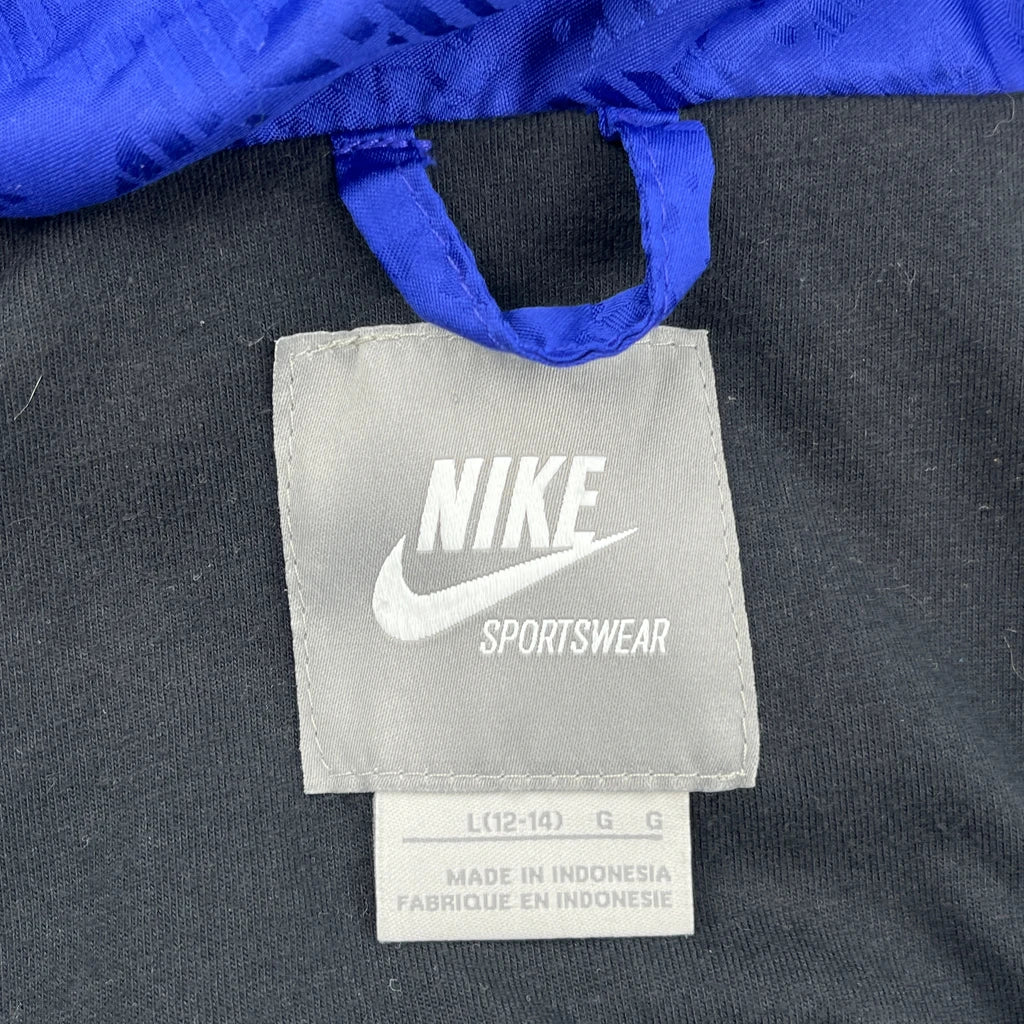 NIKE
SPORTSWEAR
L(12-14) G G
MADE IN INDONESIA
FABRIQUE EN INDONESIE